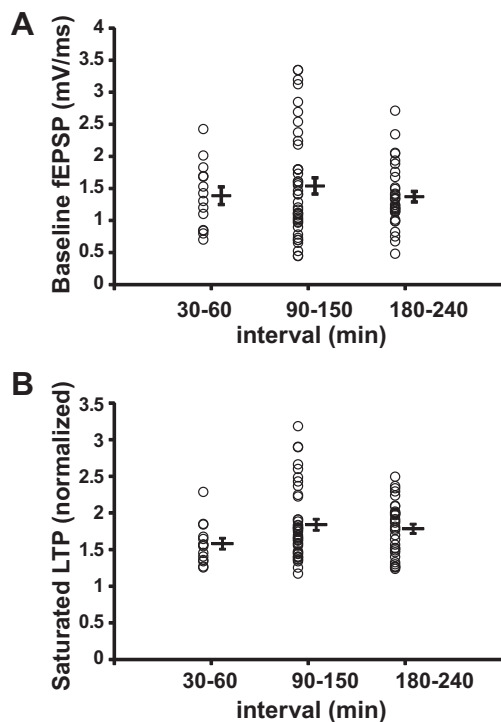 A
Baseline fEPSP (mV/ms)
4
3.5
3
2.5
2
1.5
1
0.5
0
30-60 90-150 180-240
interval (min)
B
Saturated LTP (normalized)
3.5
3
2.5
2
1.5
1
0.5
0
30-60 90-150 180-240
interval (min)